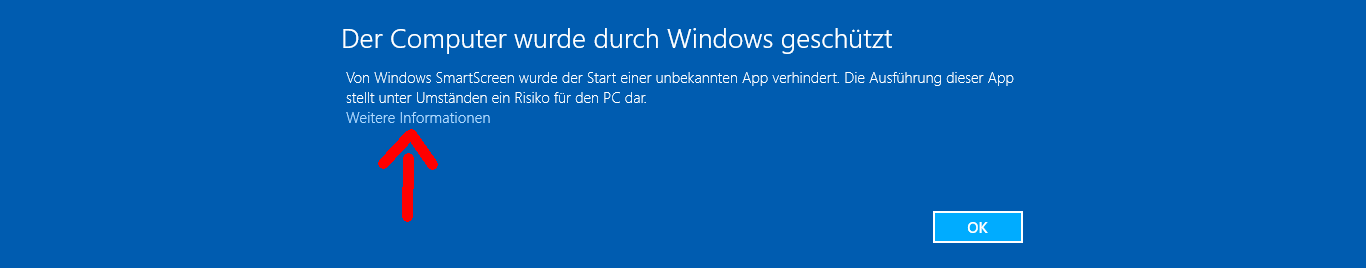 Der Computer wurde durch Windows geschützt
Von Windows SmartScreen wurde der Start einer unbekannten App verhindert. Die Ausführung dieser App
stellt unter Umständen ein Risiko für den PC dar.
Weitere Informationen
OK